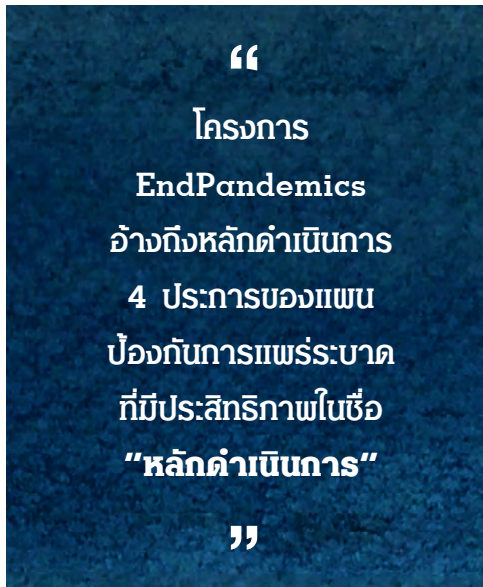 “
โครงการ
EndPandemics
อ้างถึงหลักดำเนินการ
4 ประการของแผน
ป้องกันการแพร่ระบาด
ที่มีประสิทธิภาพในชื่อ
“หลักดำเนินการ”
”